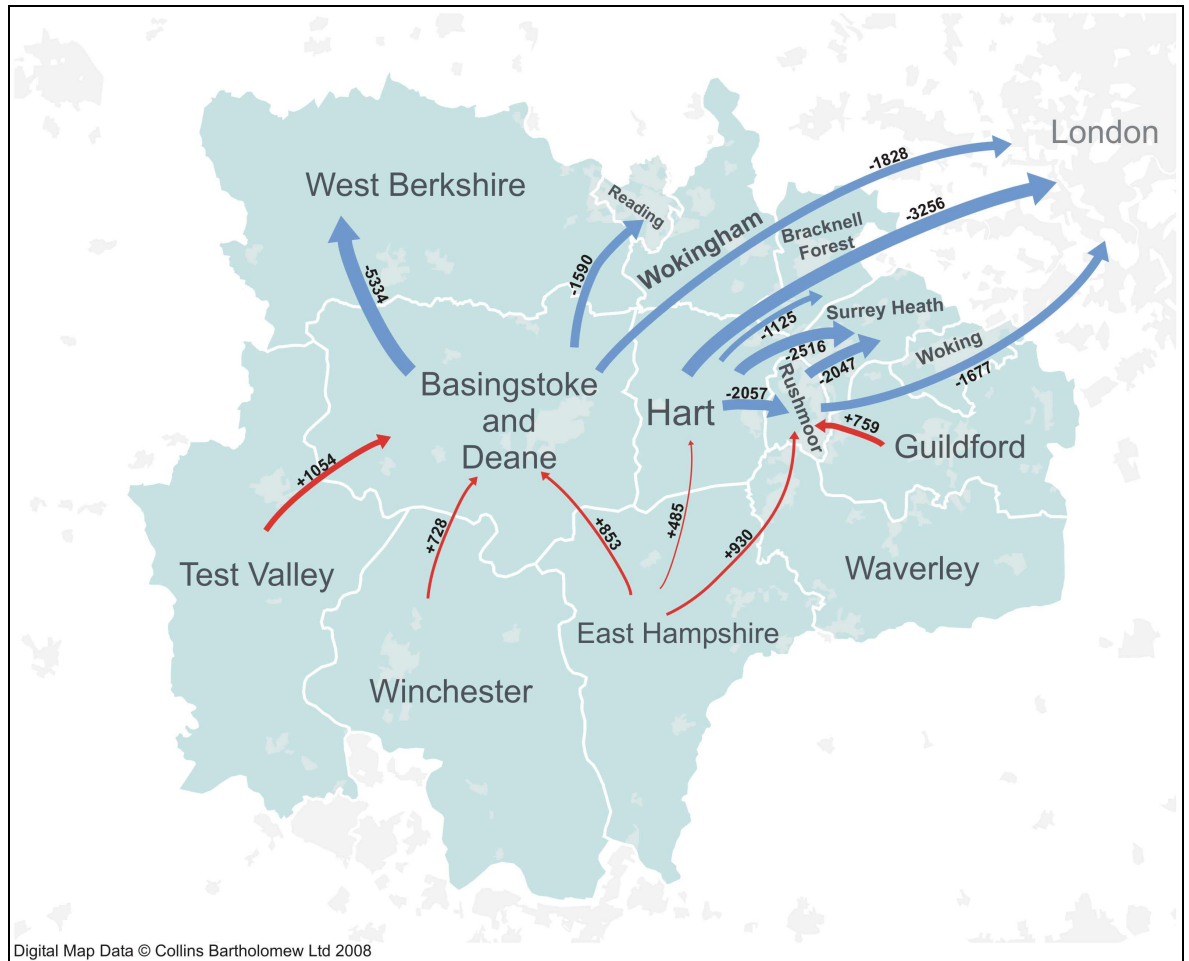 London
-1828
West Berkshire
Reading
-3256
Wokingham
Bracnell
Forest
-5334
-1590
Surrey Heath
-1125
-2516
Woking
-2047
-1677
Rushmoor
Basingstoke
and
Deane
-2057
Hart
+759
Guildford
+1054
+728
+853
+485
+930
Test Valley
Waverley
East Hampshire
Winchester
Digital Map Data © Collins Bartholomew Ltd 2008